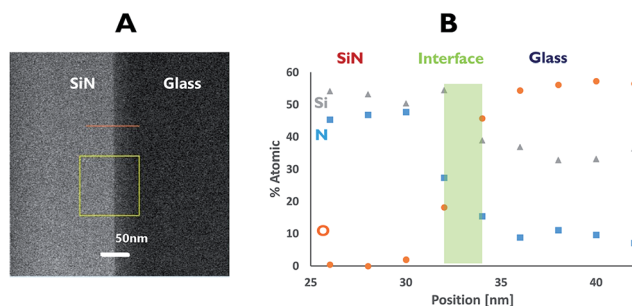 A
SiN Glass
50nm
B
SiN Interface Glass
% Atomic
60
50
40
30
20
10
0
Si
N
O
25 30 35 40
Position [nm]